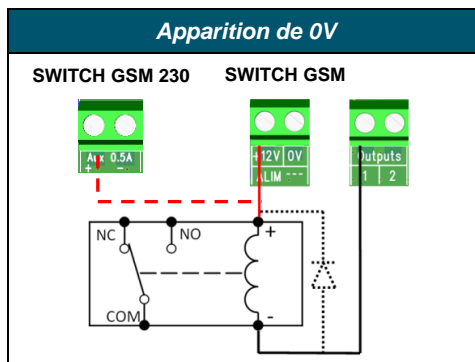 Apparition de 0V
SWITCH GSM 230 SWITCH GSM
Aux 0.5A
+ -
+12V 0V
ALIM ---
Outputs
1 2
NC NO +
COM -